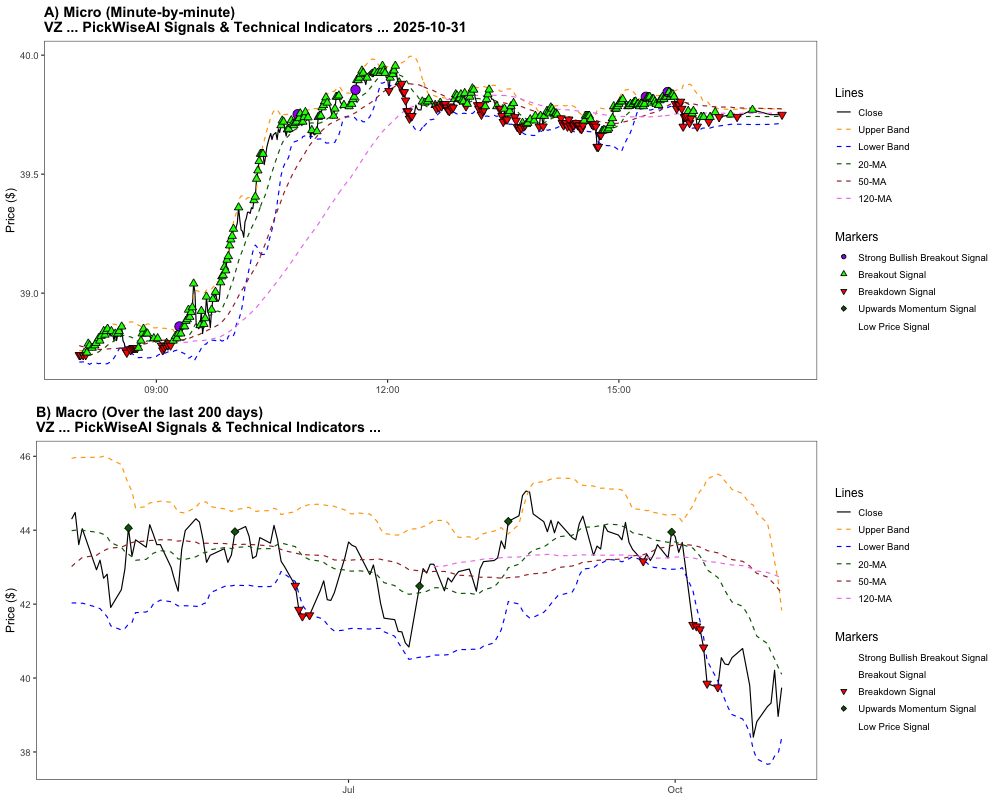 A) Micro (Minute-by-minute)
VZ ... PickWiseAI Signals & Technical Indicators ... 2025-10-31
Price ($)
40.0
39.5
39.0
09:00
12:00
15:00
Lines
Close
Upper Band
Lower Band
20-MA
50-MA
120-MA
Markers
Strong Bullish Breakout Signal
Breakout Signal
Breakdown Signal
Upwards Momentum Signal
Low Price Signal
B) Macro (Over the last 200 days)
VZ ... PickWiseAI Signals & Technical Indicators ...
Price ($)
46
44
42
40
38
Jul
Oct
Lines
Close
Upper Band
Lower Band
20-MA
50-MA
120-MA
Markers
Strong Bullish Breakout Signal
Breakout Signal
Breakdown Signal
Upwards Momentum Signal
Low Price Signal